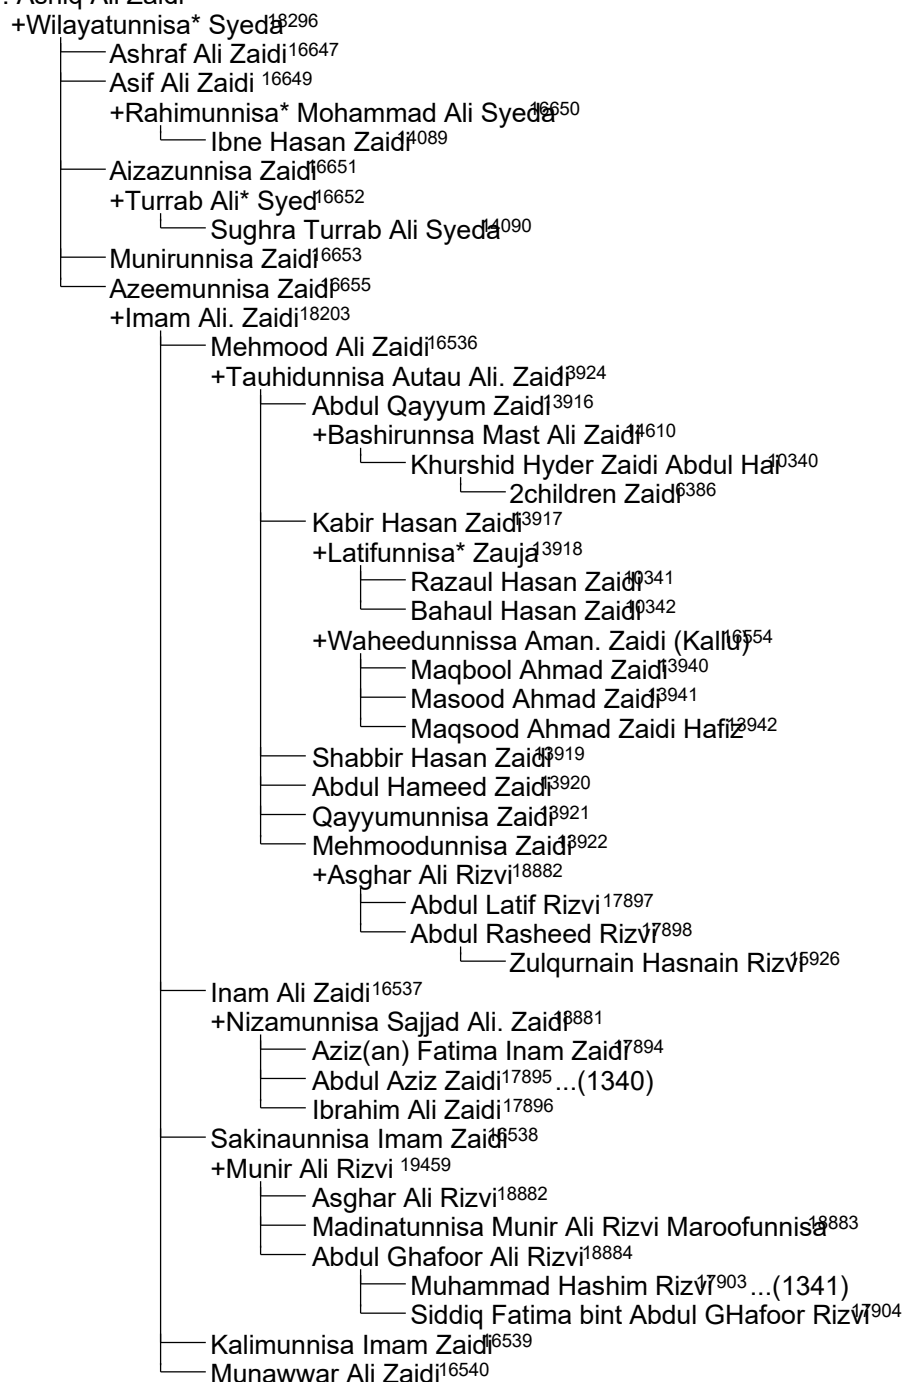 . Ashiq Ali Zaidi
+Wilayatunnisa* Syeda18296
Ashraf Ali Zaidi16647
Asif Ali Zaidi 16649
+Rahimunnisa* Mohammad Ali Syeda16650
Ibne Hasan Zaidi14089
Aizazunnisa Zaidi16651
+Turrab Ali* Syed16652
Sughra Turrab Ali Syeda14090
Munirunnisa Zaidi16653
Azeemunnisa Zaidi16655
+Imam Ali. Zaidi18203
Mehmood Ali Zaidi16536
+Tauhidunnisa Autau Ali. Zaidi13924
Abdul Qayyum Zaidi13916
+Bashirunnsa Mast Ali Zaidi14610
Khurshid Hyder Zaidi Abdul Hai10340
2children Zaidi6386
Kabir Hasan Zaidi13917
+Latifunnisa* Zauja13918
Razaul Hasan Zaidi10341
Bahaul Hasan Zaidi10342
+Waheedunnissa Aman. Zaidi (Kallu)16554
Maqbool Ahmad Zaidi13940
Masood Ahmad Zaidi13941
Maqsood Ahmad Zaidi Hafiz13942
Shabbir Hasan Zaidi13919
Abdul Hameed Zaidi13920
Qayyumunnisa Zaidi13921
Mehmoodunnisa Zaidi13922
+Asghar Ali Rizvi18882
Abdul Latif Rizvi17897
Abdul Rasheed Rizvi17898
Zulqurnain Hasnain Rizvi15926
Inam Ali Zaidi16537
+Nizamunnisa Sajjad Ali. Zaidi18881
Aziz(an) Fatima Inam Zaidi17894
Abdul Aziz Zaidi17895 ...(1340)
Ibrahim Ali Zaidi17896
Sakinaunnisa Imam Zaidi16538
+Munir Ali Rizvi 19459
Asghar Ali Rizvi18882
Madinatunnisa Munir Ali Rizvi Maroofunnisa18883
Abdul Ghafoor Ali Rizvi18884
Muhammad Hashim Rizvi17903 ...(1341)
Siddiq Fatima bint Abdul GHafoor Rizvi17904
Kalimunnisa Imam Zaidi16539
Munawwar Ali Zaidi16540